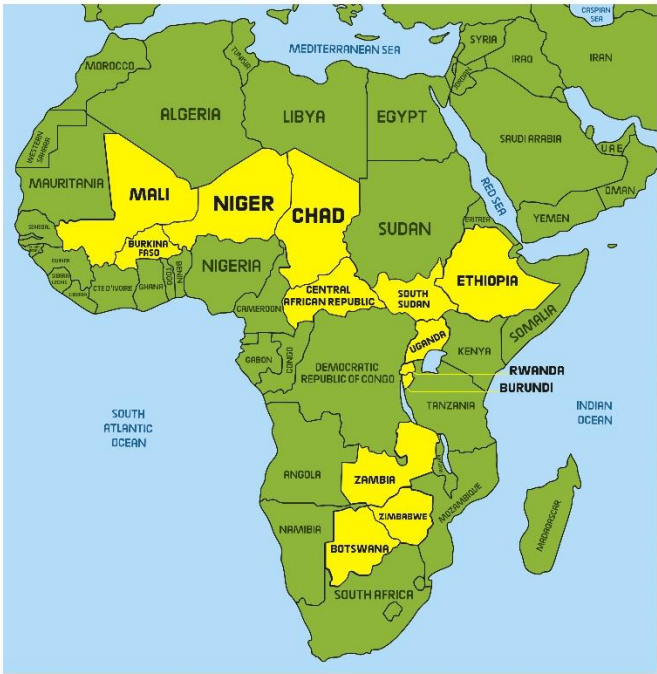 CASPIAN
SEA
SYRIA
MEDITERRANEAN SEA
TUNISIA
MOROCCO
IRAQ
IRAN
JORDAN
ALGERIA
LIBYA
EGYPT
WESTERN
SAHARA
SAUDI ARABIA
UAE
OMAN
MAURITANIA
MALI
NIGER
CHAD
RED SEA
SUDAN
ERITREA
YEMEN
SENEGAL
BURKINA
FASO
NIGERIA
GUINEA
SIERRA
LEONE
LIBERIA
CTE D'IVOIRE
GHANA
TOGO
BENIN
CENTRAL
AFRICAN REPUBLIC
SOUTH
SUDAN
ETHIOPIA
SOMALIA
CAMEROON
UGANDA
KENYA
GABON
CONGO
DEMOCRATIC
REPUBLIC OF CONGO
RWANDA
BURUNDI
TANZANIA
SOUTH
ATLANTIC
OCEAN
INDIAN
OCEAN
ANGOLA
ZAMBIA
MOZAMBIQUE
ZIMBABWE
MADAGASCAR
NAMIBIA
BOTSWANA
SOUTH AFRICA